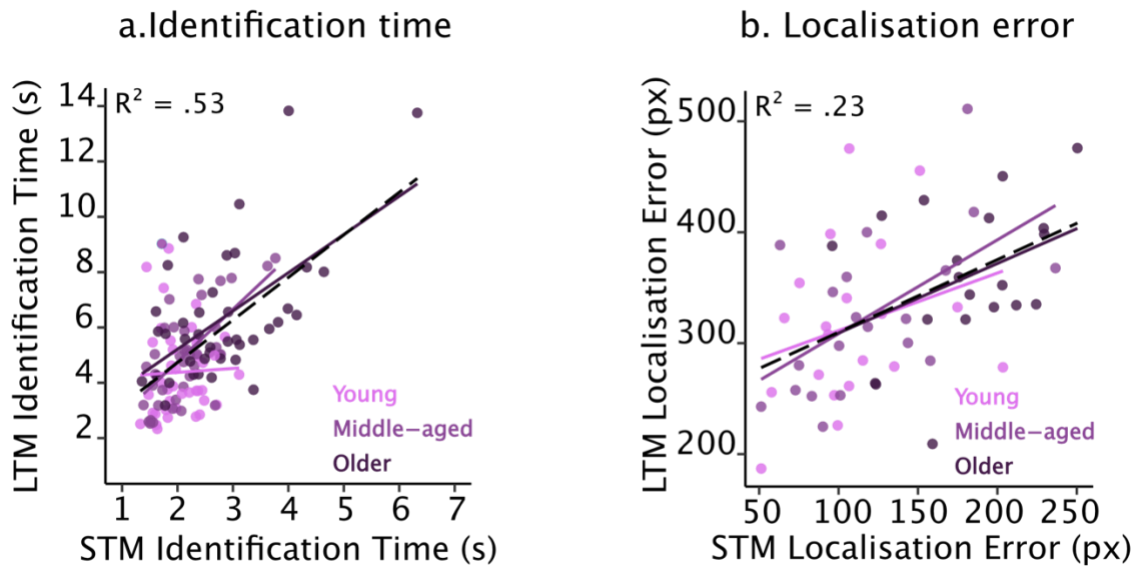 a.Identification time
R² = .53
LTM Identification Time (s)
14
12
10
8
6
4
2
Young
Middle−aged
Older
1 2 3 4 5 6 7
STM Identification Time (s)
b. Localisation error
R² = .23
LTM Localisation Error (px)
500
400
300
200
Young
Middle−aged
Older
50 100 150 200 250
STM Localisation Error (px)